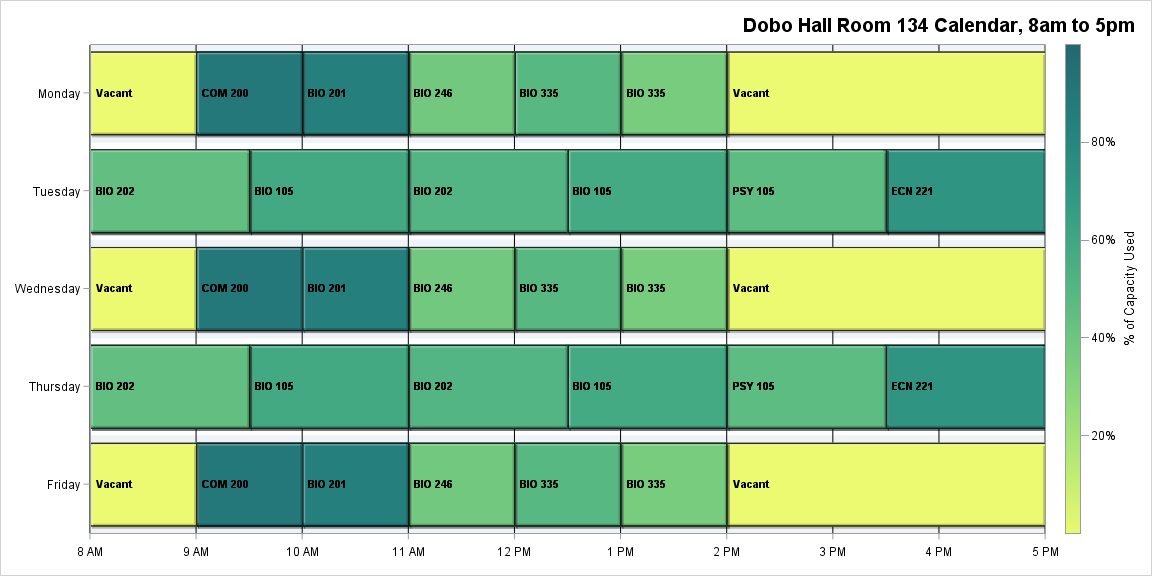 Dobo Hall Room 134 Calendar, 8am to 5pm
Monday Vacant COM 200 BIO 201 BIO 246 BIO 335 BIO 335 Vacant
Tuesday BIO 202 BIO 105 BIO 202 BIO 105 PSY 105 ECN 221
Wednesday Vacant COM 200 BIO 201 BIO 246 BIO 335 BIO 335 Vacant
Thursday BIO 202 BIO 105 BIO 202 BIO 105 PSY 105 ECN 221
Friday Vacant COM 200 BIO 201 BIO 246 BIO 335 BIO 335 Vacant
8 AM 9 AM 10 AM 11 AM 12 PM 1 PM 2 PM 3 PM 4 PM 5 PM
80%
60%
40%
20%
% of Capacity Used